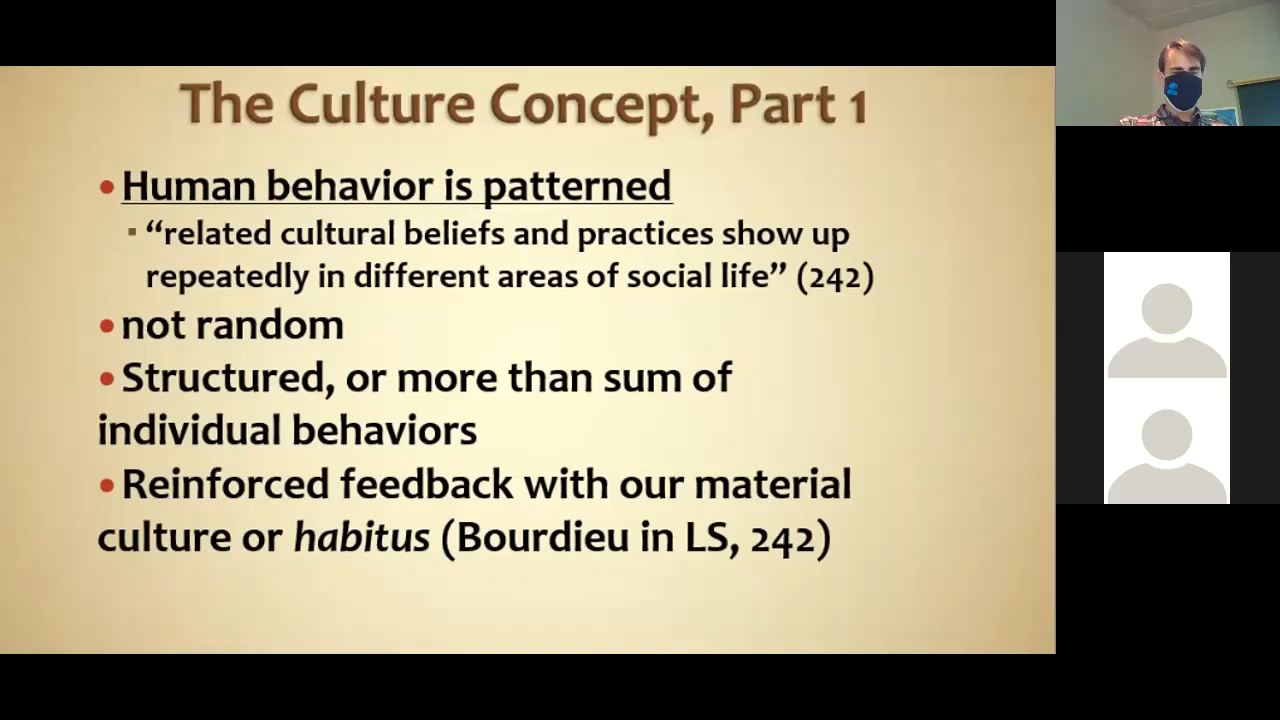 The Culture Concept, Part 1
•Human behavior is patterned
▪ “related cultural beliefs and practices show up
repeatedly in different areas of social life” (242)
•not random
•Structured, or more than sum of
individual behaviors
•Reinforced feedback with our material
culture or habitus (Bourdieu in LS, 242)